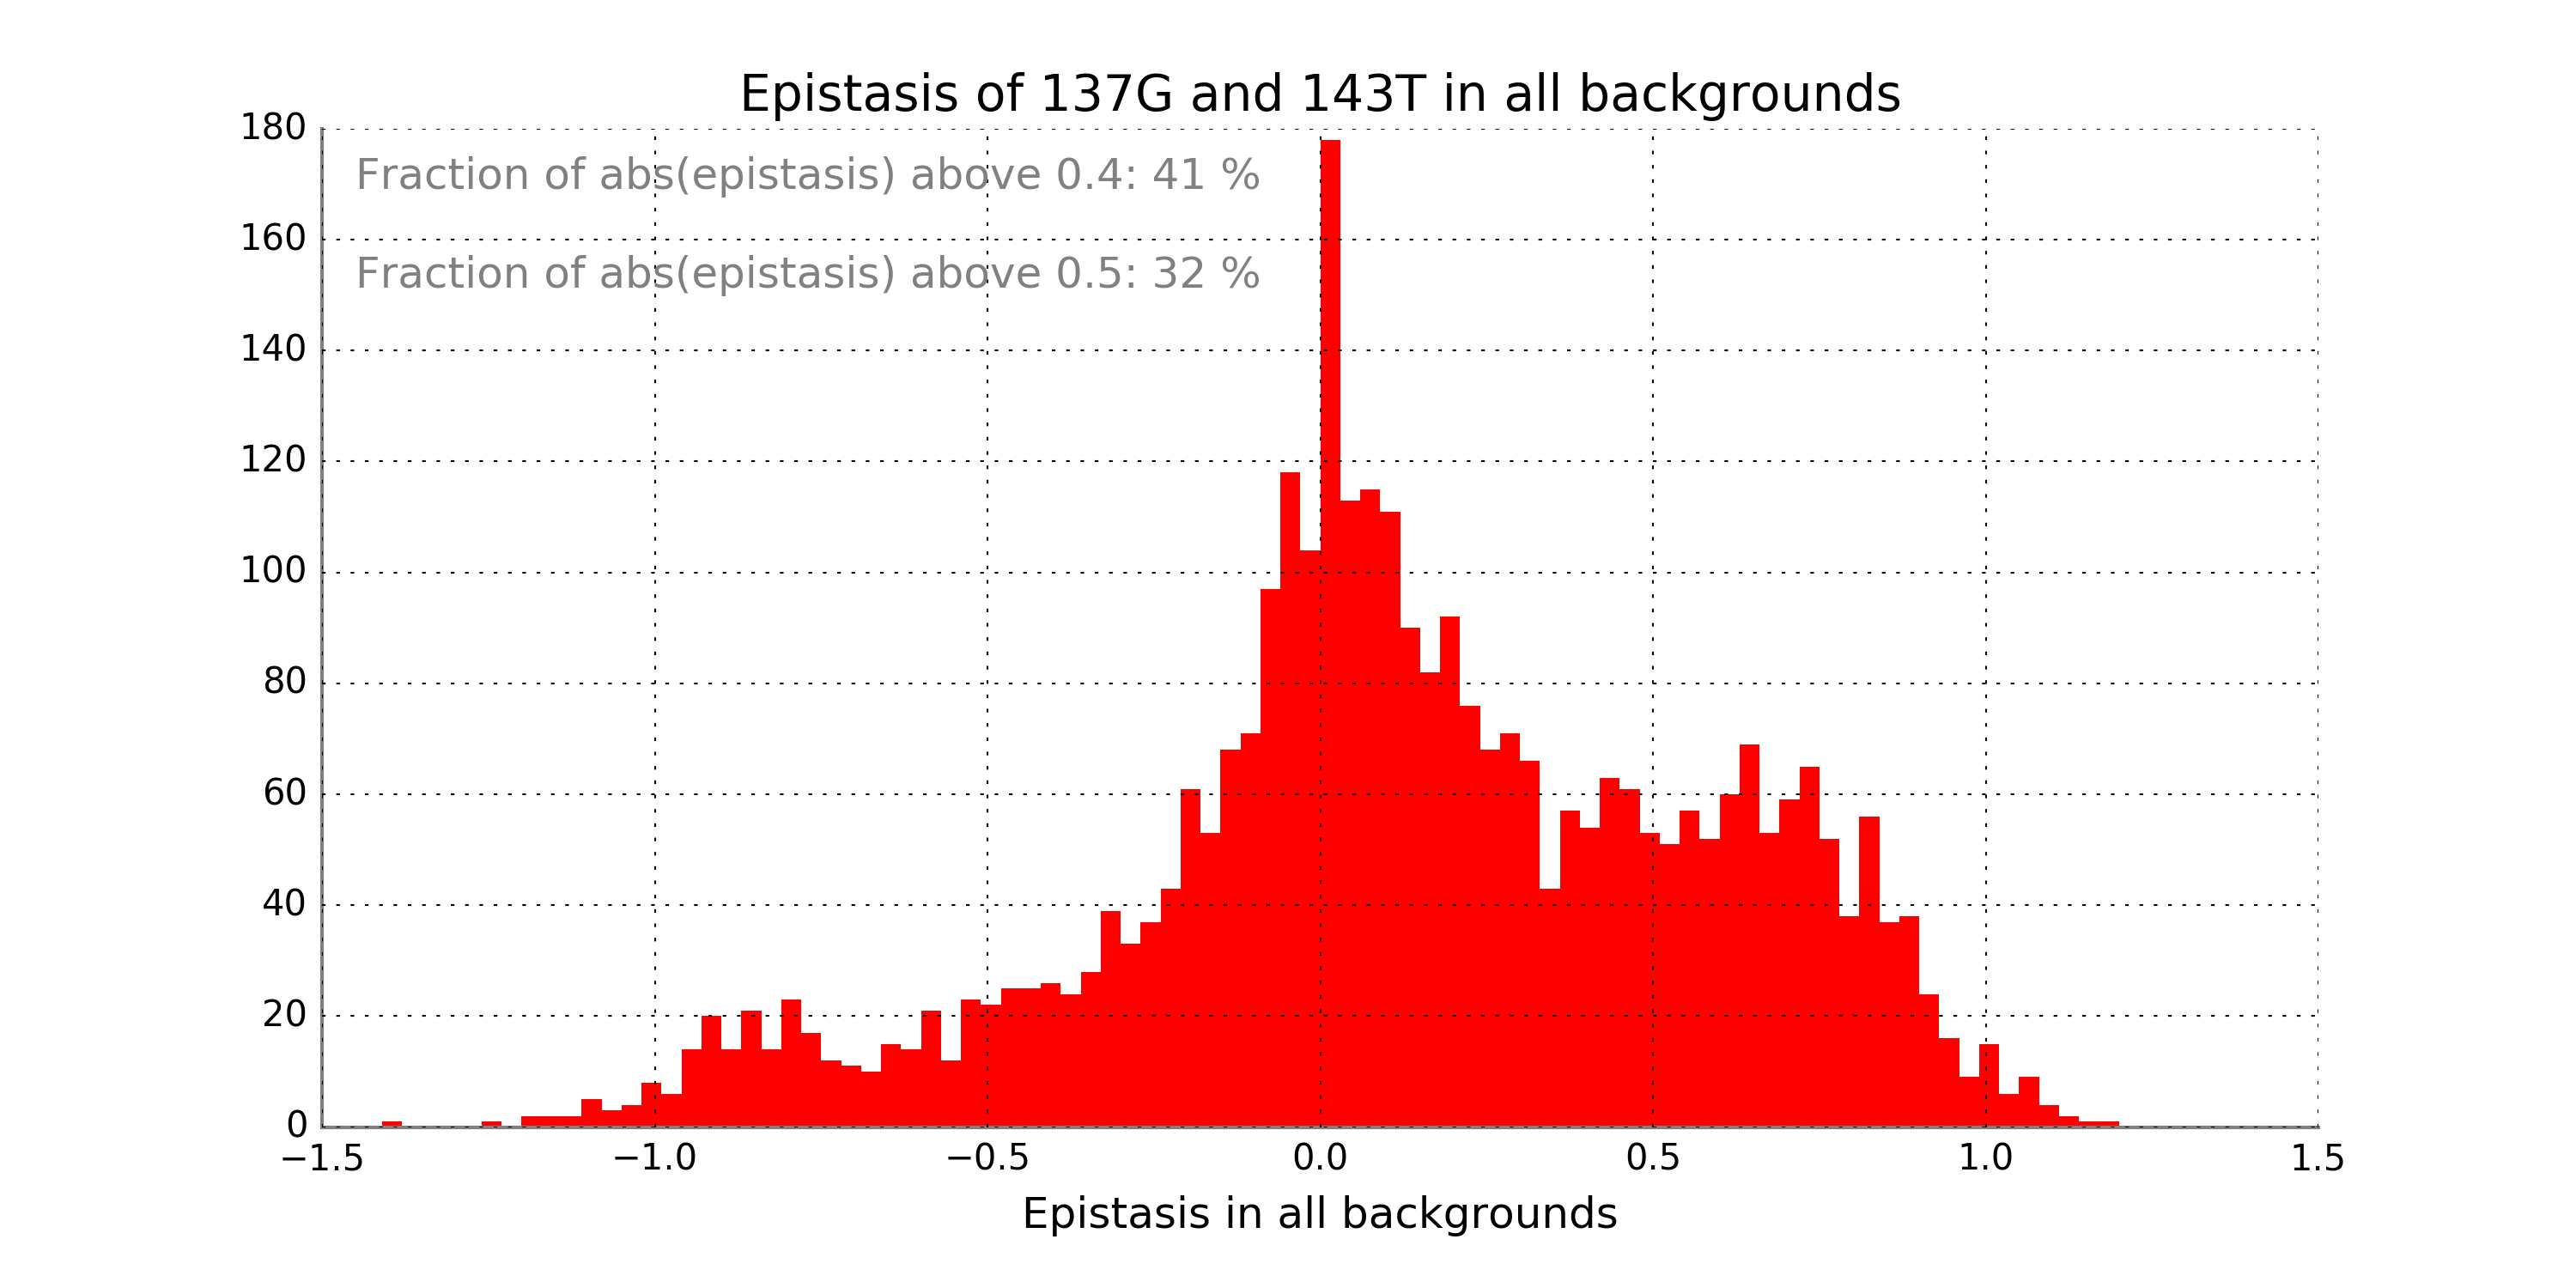 Epistasis of 137G and 143T in all backgrounds
180
Fraction of abs(epistasis) above 0.4: 41 %
160
Fraction of abs(epistasis) above 0.5: 32 %
140
120
100
80
60
40
20
0
−1.5 −1.0 −0.5 0.0 0.5 1.0 1.5
Epistasis in all backgrounds